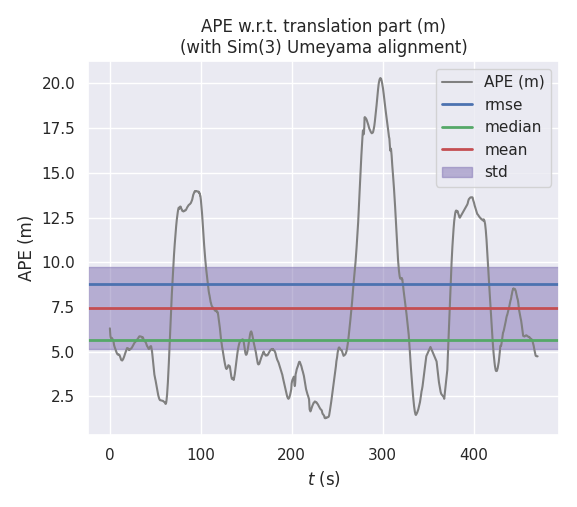 APE w.r.t. translation part (m)
(with Sim(3) Umeyama alignment)
APE (m)
rmse
median
mean
std
APE (m)
20.0
17.5
15.0
12.5
10.0
7.5
5.0
2.5
0
100
200
300
400
t (s)